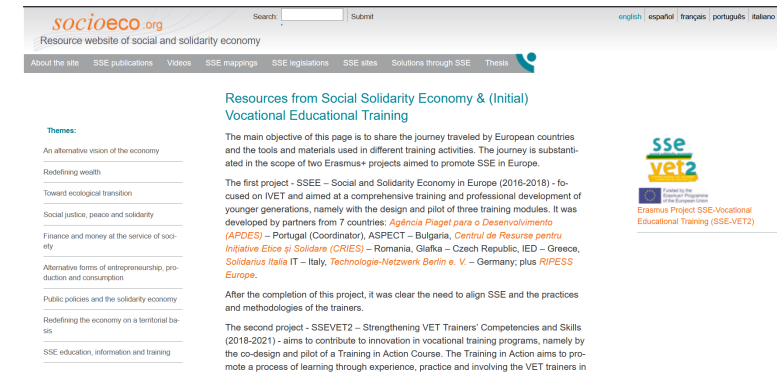 socioeco.org
Search:
Submit
english español français português italiano
Resource website of social and solidarity economy
About the site SSE publications Videos SSE mappings SSE legislations SSE sites Solutions through SSE Thesis
Resources from Social Solidarity Economy & (Initial)
Vocational Educational Training
Themes:
An alternative vision of the economy
Redefining wealth
Toward ecological transition
Social justice, peace and solidarity
Finance and money at the service of soci-
ety
Alternative forms of entrepreneurship, pro-
duction and consumption
Public policies and the solidarity economy
Redefining the economy on a territorial ba-
sis
SSE education, information and training
The main objective of this page is to share the journey traveled by European countries
and the tools and materials used in different training activities. The journey is substanti-
ated in the scope of two Erasmus+ projects aimed to promote SSE in Europe.
The first project - SSEE – Social and Solidarity Economy in Europe (2016-2018) - fo-
cused on IVET and aimed at a comprehensive training and professional development of
younger generations, namely with the design and pilot of three training modules. It was
developed by partners from 7 countries: Agência Piaget para o Desenvolvimento
(APDES) – Portugal (Coordinator), ASPECT – Bulgaria, Centrul de Resurse pentru
Inițiative Etice și Solidare (CRIES) – Romania, Glafka – Czech Republic, IED – Greece,
Solidarius Italia IT – Italy, Technologie-Netzwerk Berlin e. V. – Germany; plus RIPESS
Europe.
After the completion of this project, it was clear the need to align SSE and the practices
and methodologies of the trainers.
The second project - SSEVET2 – Strengthening VET Trainers' Competencies and Skills
(2018-2021) - aims to contribute to innovation in vocational training programs, namely by
the co-design and pilot of a Training in Action Course. The Training in Action aims to pro-
mote a process of learning through experience, practice and involving the VET trainers in
sse
vet2
Funded by the
Erasmus+ Programme
of the European Union
Erasmus Project SSE-Vocational
Educational Training (SSE-VET2)